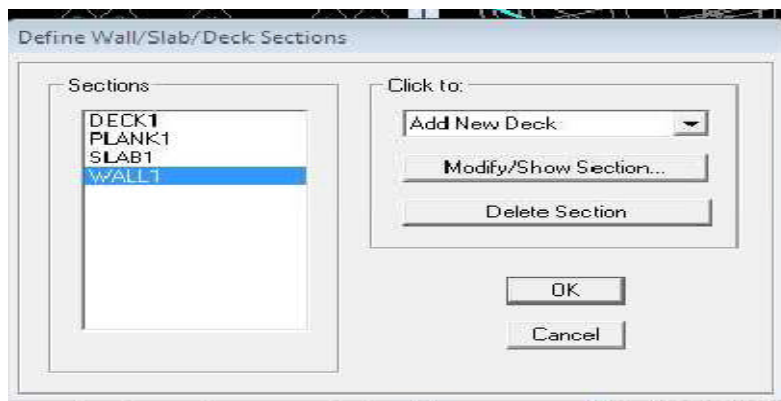 Define Wall/Slab/Deck Sections
Sections
DECK1
PLANK1
SLAB1
WALL1
Click to:
Add New Deck
Modify/Show Section...
Delete Section
OK
Cancel